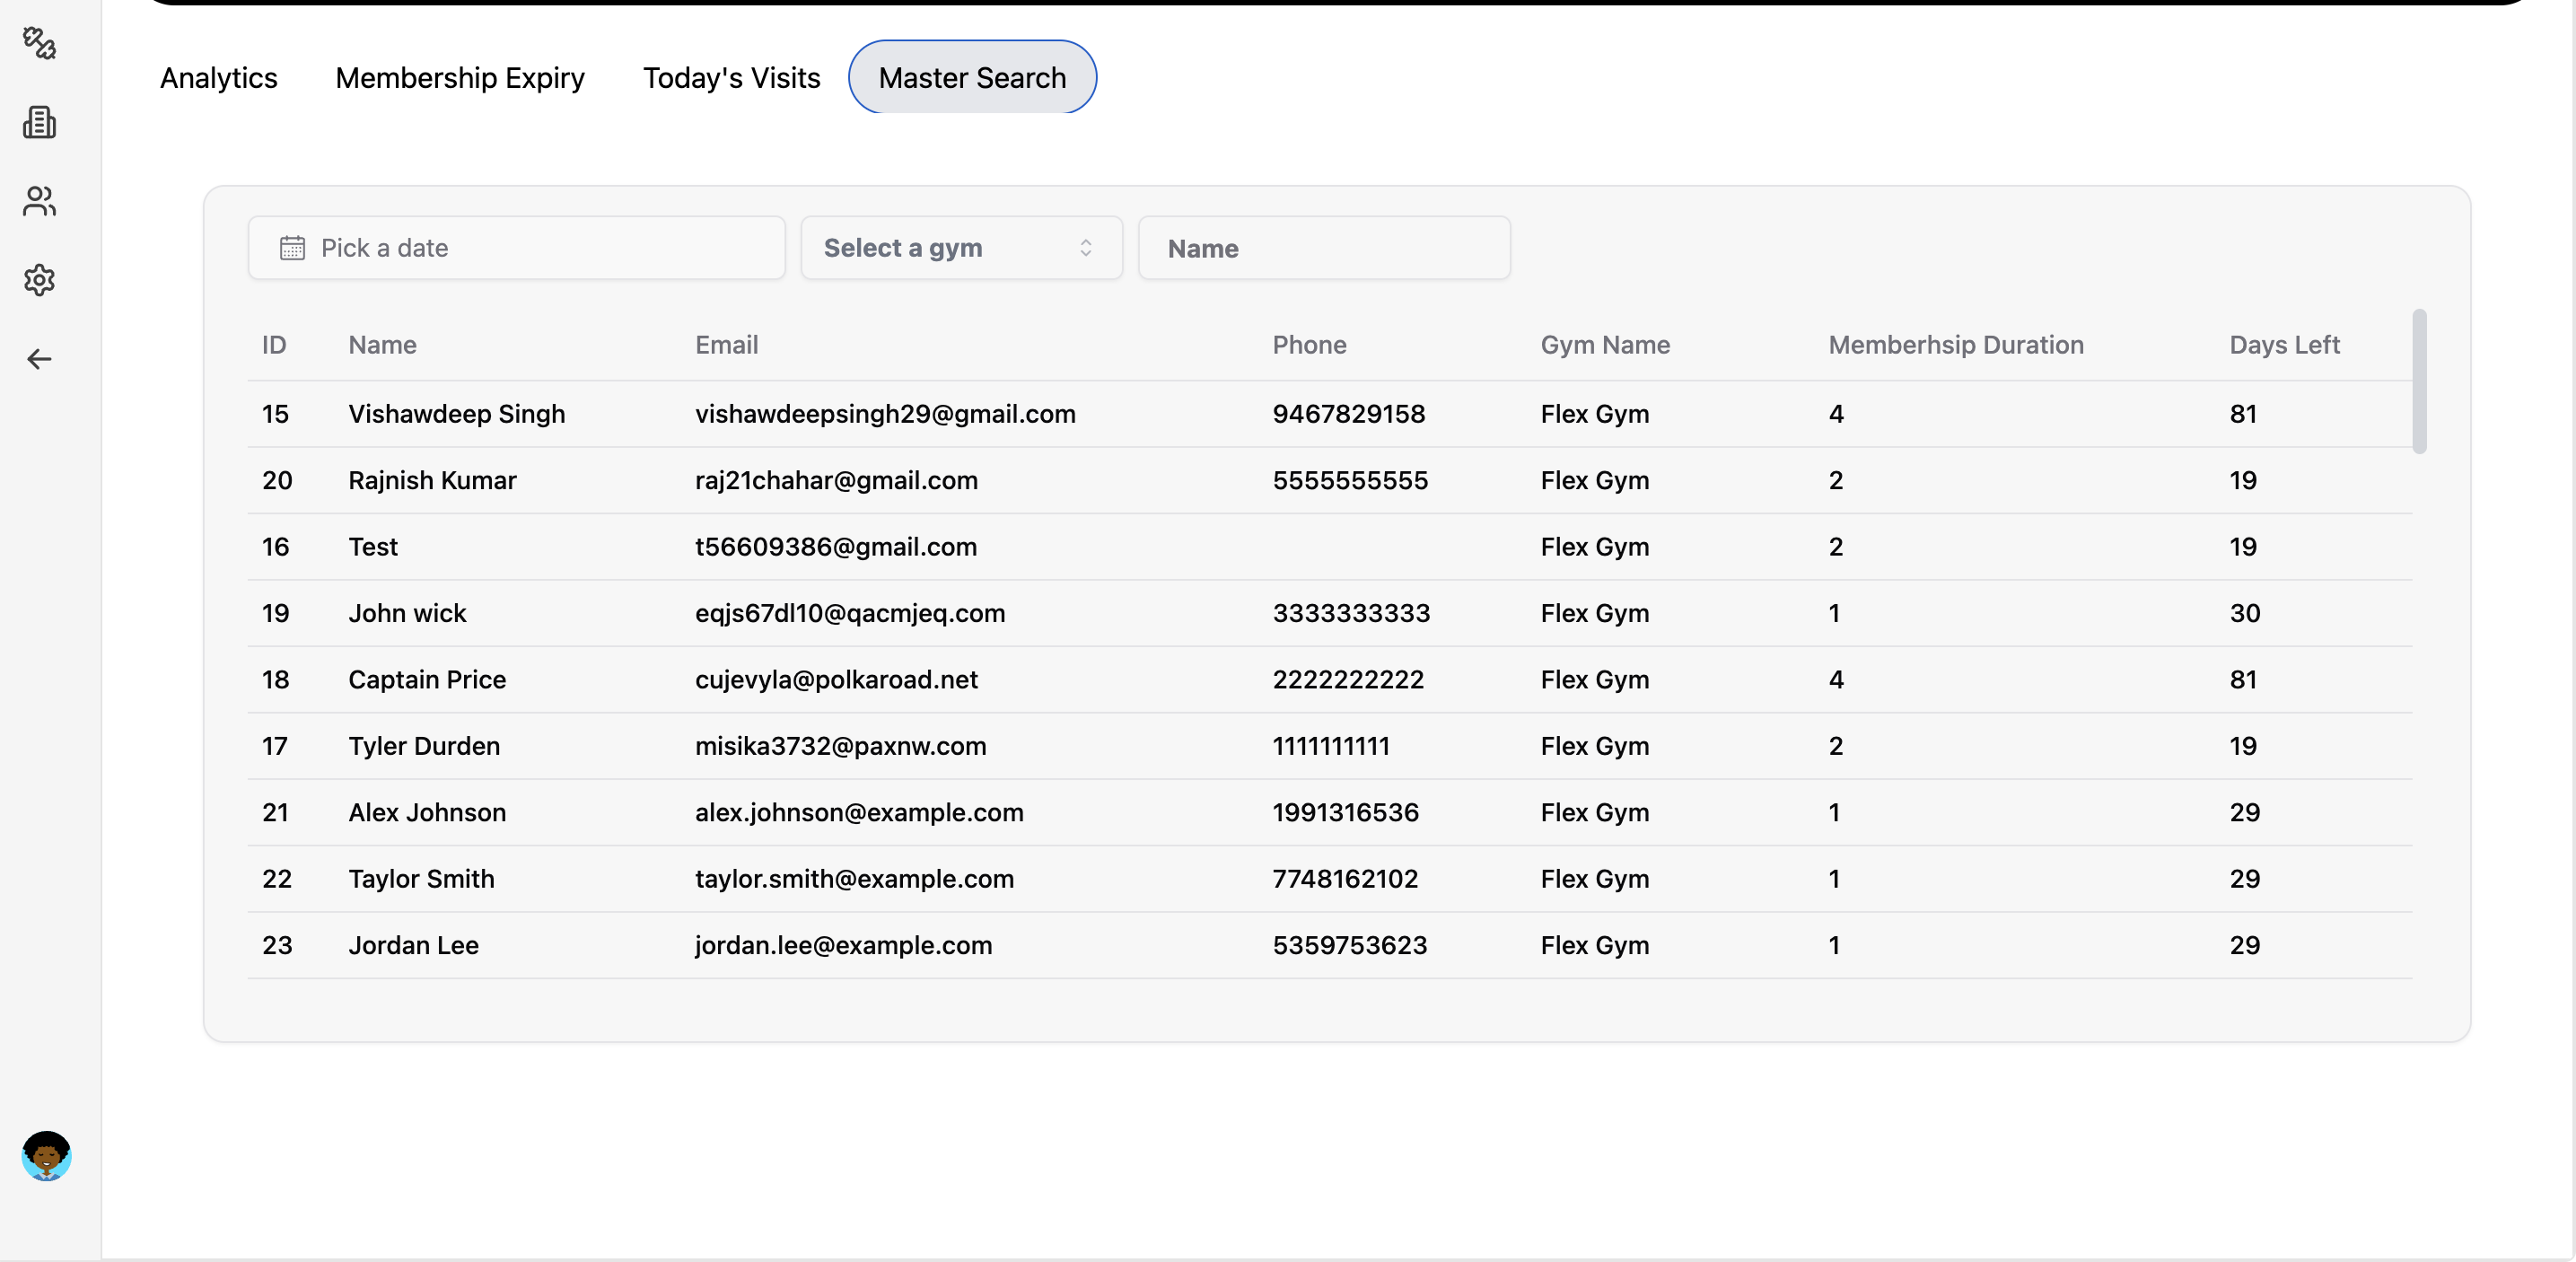 Analytics Membership Expiry Today's Visits Master Search
Pick a date Select a gym Name
ID Name Email Phone Gym Name Memberhsip Duration Days Left
15 Vishawdeep Singh vishawdeepsingh29@gmail.com 9467829158 Flex Gym 4 81
20 Rajnish Kumar raj21chahar@gmail.com 5555555555 Flex Gym 2 19
16 Test t56609386@gmail.com Flex Gym 2 19
19 John wick eqjs67dl10@qacmjeq.com 3333333333 Flex Gym 1 30
18 Captain Price cujevyla@polkaroad.net 2222222222 Flex Gym 4 81
17 Tyler Durden misika3732@paxnw.com 1111111111 Flex Gym 2 19
21 Alex Johnson alex.johnson@example.com 1991316536 Flex Gym 1 29
22 Taylor Smith taylor.smith@example.com 7748162102 Flex Gym 1 29
23 Jordan Lee jordan.lee@example.com 5359753623 Flex Gym 1 29